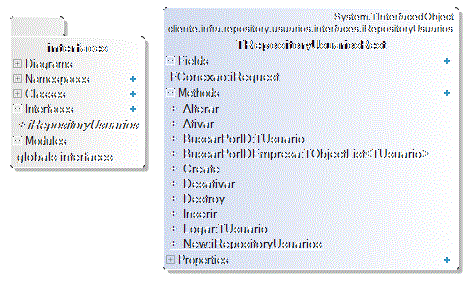 interfaces
Diagrams
Namespaces
Classes
Interfaces
iRepositoryUsuarios
Modules
globals interfaces
System.TInterfacedObject
cliente.infra.repository.usuarios.interfaces.iRepositoryUsuarios
TRepositoryUsuariosRest
Fields
FConexao:iRequest
Methods
Alterar
Ativar
BuscarPorID:TUsuario
BuscarPorIDEmpresa:TObjectList<TUsuario>
Create
Desativar
Destroy
Inserir
Logar:TUsuario
New:iRepositoryUsuarios
Properties